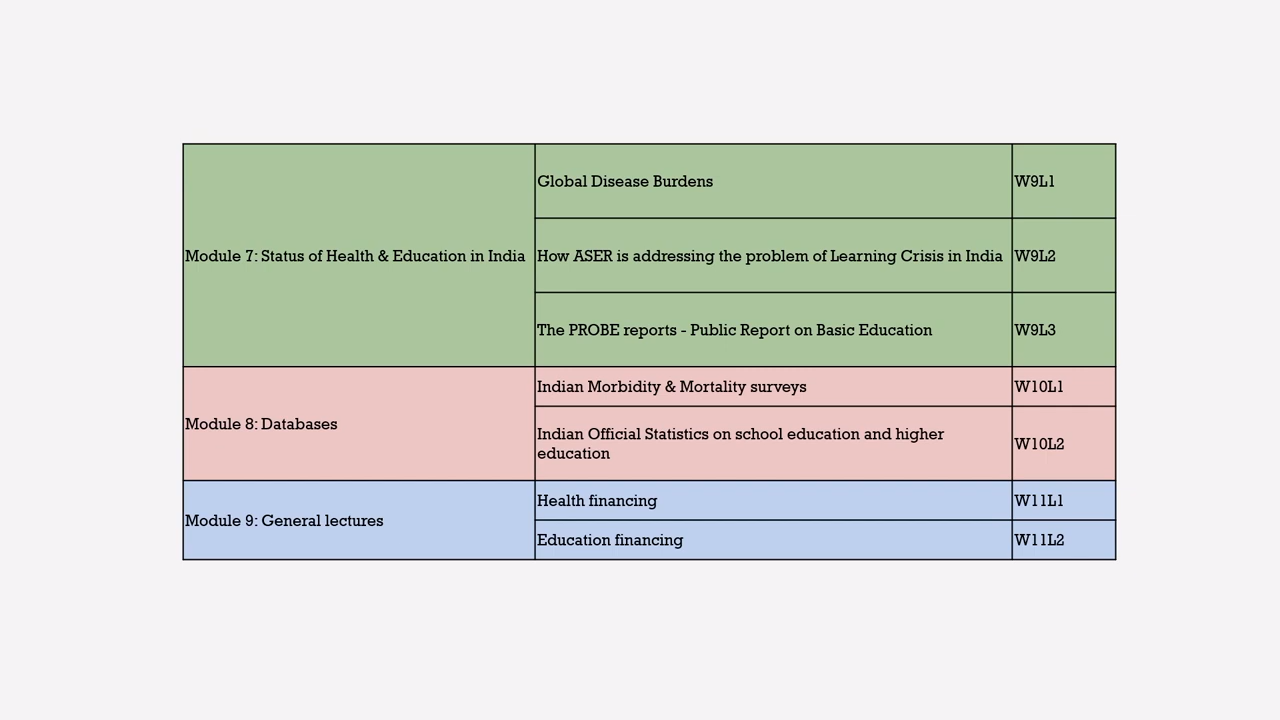 Global Disease Burdens
W9L1
Module 7: Status of Health & Education in India
How ASER is addressing the problem of Learning Crisis in India
W9L2
The PROBE reports - Public Report on Basic Education
W9L3
Indian Morbidity & Mortality surveys
W10L1
Module 8: Databases
Indian Official Statistics on school education and higher
education
W10L2
Health financing
W11L1
Module 9: General lectures
Education financing
W11L2